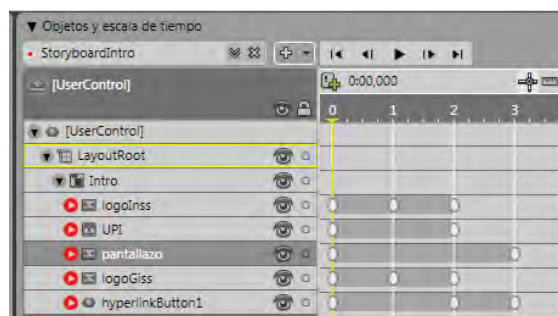 Objetos y escala de tiempo
StoryboardIntro
[UserControl]
0:00,000
0 1 2 3
[UserControl]
LayoutRoot
Intro
logoInss
UPI
pantallazo
logoGiss
hyperlinkButton1